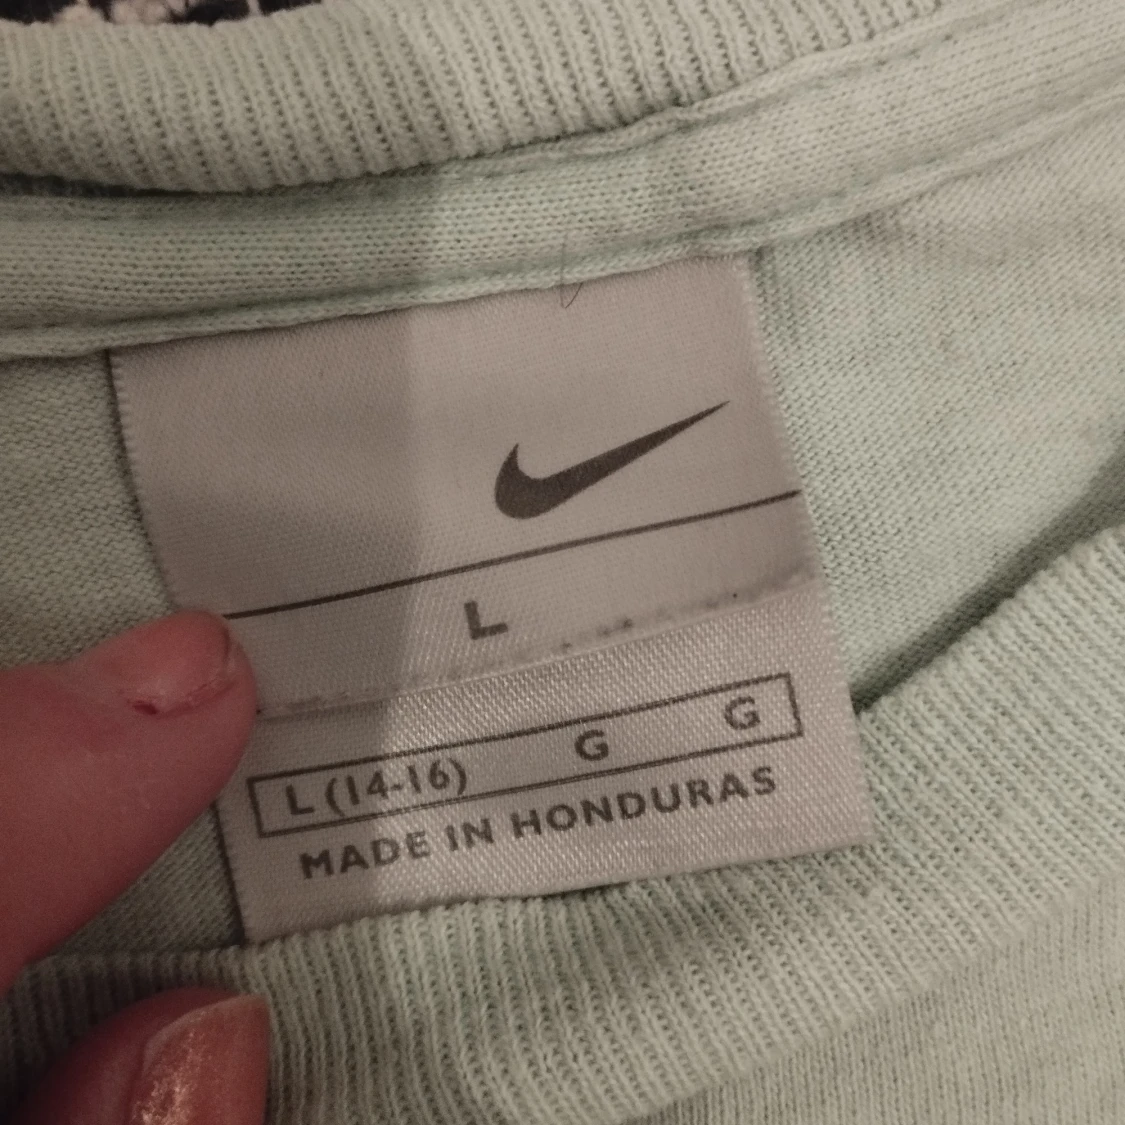 L
L (14-16) G G
MADE IN HONDURAS